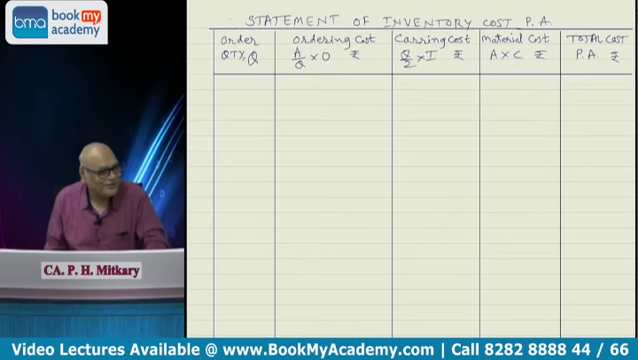 bma book my academy
STATEMENT OF INVENTORY COST P.A.
Order QTY. Q
Ordering Cost A/Q × O ₹
Carring Cost Q/2 × I ₹
Material Cost A × C ₹
TOTAL COST P.A. ₹
CA. P. H. Mitkary
Video Lectures Available @ www.BookMyAcademy.com | Call 8282 8888 44 / 66